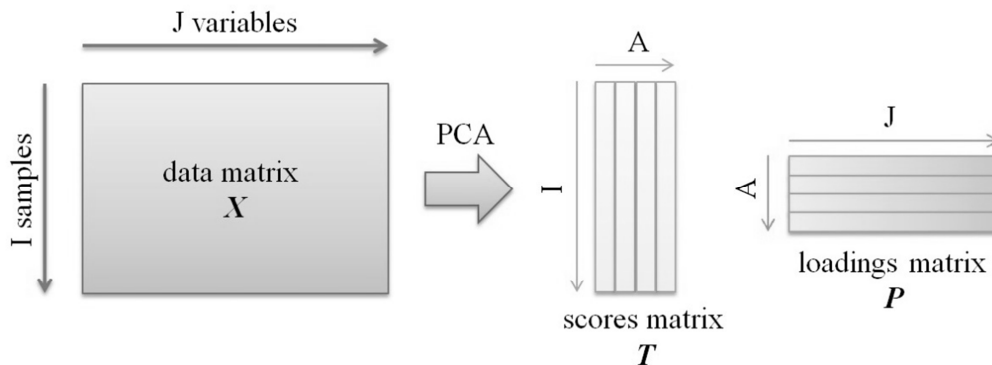 J variables
I samples
data matrix
X
PCA
A
I
scores matrix
T
J
A
loadings matrix
P